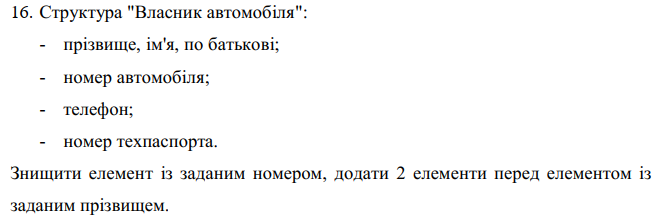 16. Структура "Власник автомобіля":
- прізвище, ім'я, по батькові;
- номер автомобіля;
- телефон;
- номер техпаспорта.
Знищити елемент із заданим номером, додати 2 елементи перед елементом із
заданим прізвищем.